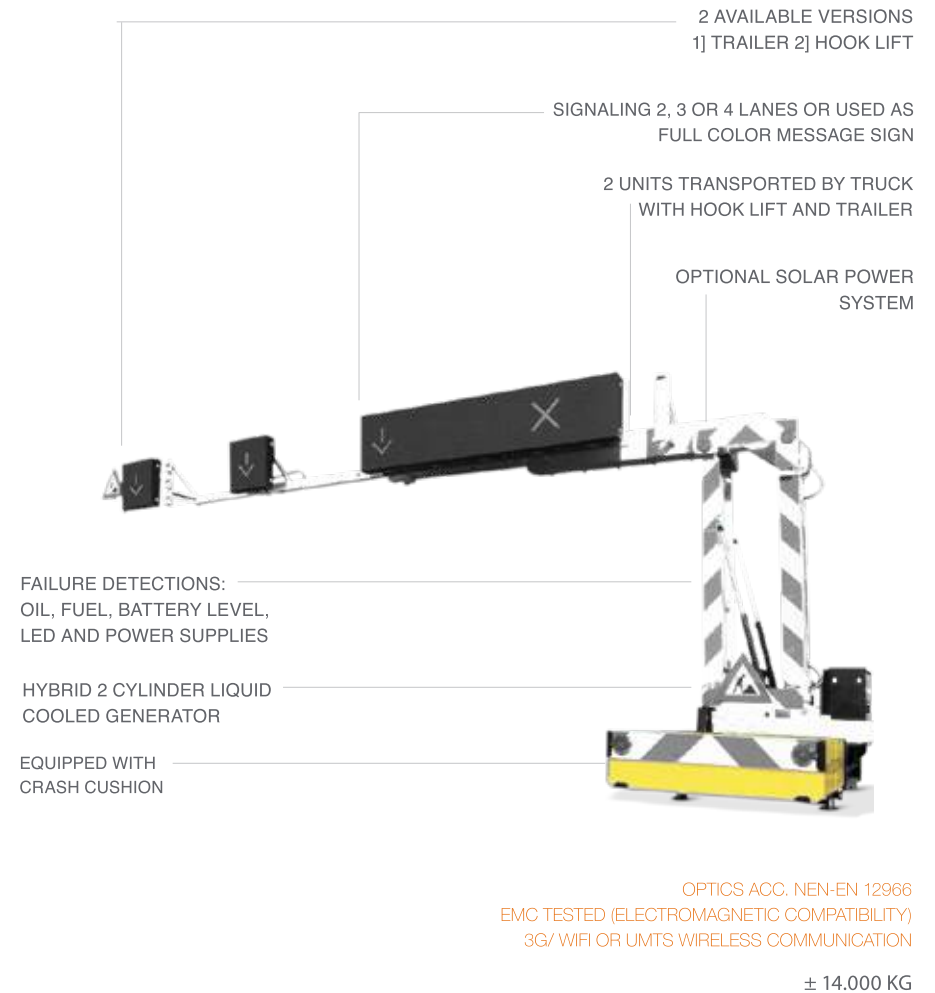 2 AVAILABLE VERSIONS
1] TRAILER 2] HOOK LIFT
SIGNALING 2, 3 OR 4 LANES OR USED AS
FULL COLOR MESSAGE SIGN
2 UNITS TRANSPORTED BY TRUCK
WITH HOOK LIFT AND TRAILER
OPTIONAL SOLAR POWER
SYSTEM
FAILURE DETECTIONS:
OIL, FUEL, BATTERY LEVEL,
LED AND POWER SUPPLIES
HYBRID 2 CYLINDER LIQUID
COOLED GENERATOR
EQUIPPED WITH
CRASH CUSHION
OPTICS ACC. NEN-EN 12966
EMC TESTED (ELECTROMAGNETIC COMPATIBILITY)
3G/ WIFI OR UMTS WIRELESS COMMUNICATION
± 14.000 KG